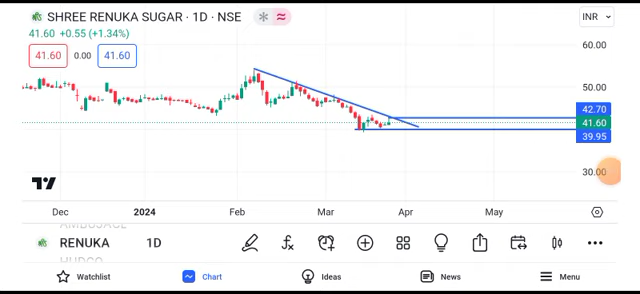 SHREE RENUKA SUGAR · 1D · NSE
INR
41.60 +0.55 (+1.34%)
41.60 0.00 41.60
60.00
50.00
42.70
41.60
39.95
30.00
Dec 2024 Feb Mar Apr May
RENUKA 1D
Watchlist Chart Ideas News Menu